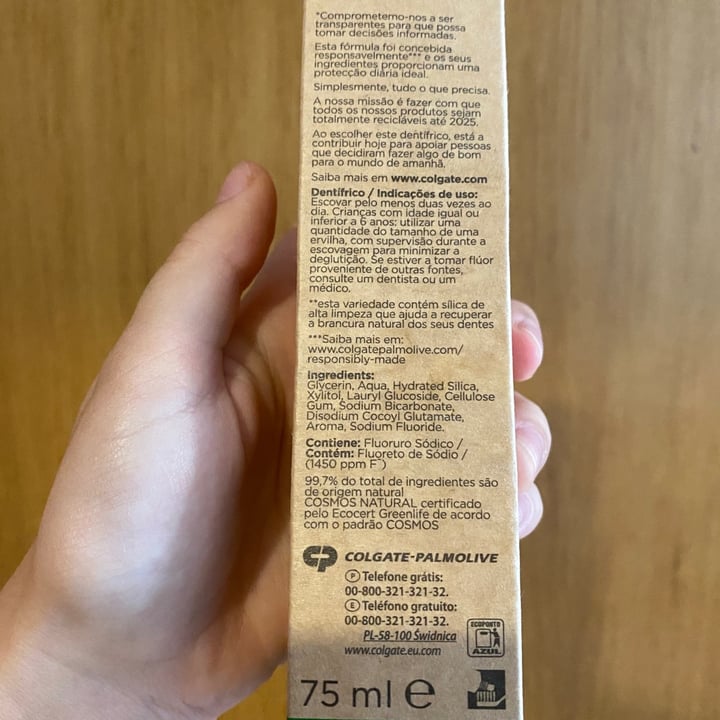 *Comprometemo-nos a ser
transparentes para que possa
tomar decisões informadas.
Esta fórmula foi concebida
responsavelmente*** e os seus
ingredientes proporcionam uma
protecção diária ideal.
Simplesmente, tudo o que precisa.
A nossa missão é fazer com que
todos os nossos produtos sejam
totalmente recicláveis até 2025.
Ao escolher este dentífrico, está a
contribuir hoje para apoiar pessoas
que decidiram fazer algo de bom
para o mundo de amanhã.
Saiba mais em www.colgate.com
Dentífrico / Indicações de uso:
Escovar pelo menos duas vezes ao
dia. Crianças com idade igual ou
inferior a 6 anos: utilizar uma
quantidade do tamanho de uma
ervilha, com supervisão durante a
escovagem para minimizar a
deglutição. Se estiver a tomar flúor
proveniente de outras fontes,
consulte um dentista ou um
médico.
**esta variedade contém sílica de
alta limpeza que ajuda a recuperar
a brancura natural dos seus dentes
***Saiba mais em:
www.colgatepalmolive.com/
responsibly-made
Ingredients:
Glycerin, Aqua, Hydrated Silica,
Xylitol, Lauryl Glucoside, Cellulose
Gum, Sodium Bicarbonate,
Disodium Cocoyl Glutamate,
Aroma, Sodium Fluoride.
Contiene: Fluoruro Sódico /
Contém: Fluoreto de Sódio /
(1450 ppm F⁻)
99,7% do total de ingredientes são
de origem natural
COSMOS NATURAL certificado
pelo Ecocert Greenlife de acordo
com o padrão COSMOS
CP COLGATE-PALMOLIVE
P Telefone grátis:
00-800-321-321-32.
E Teléfono gratuito:
00-800-321-321-32.
PL-58-100 Świdnica
www.colgate.eu.com
ECOPONTO
AZUL
75 ml e